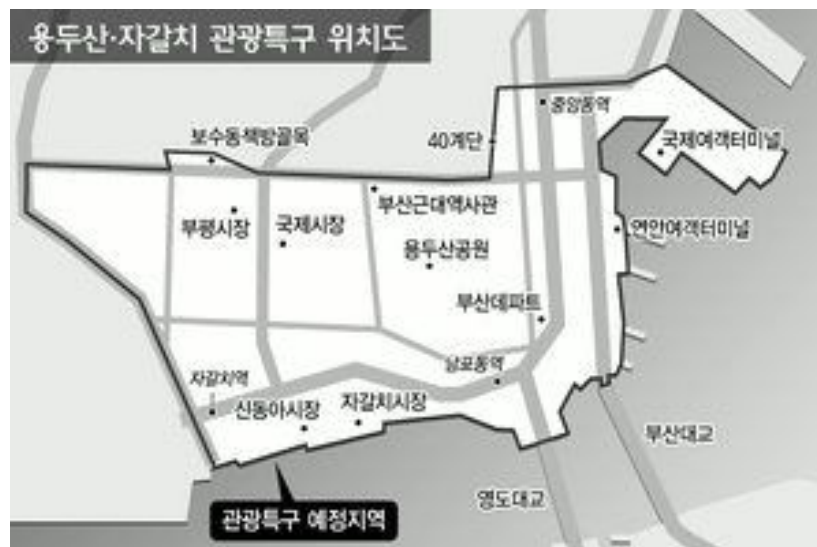 용두산·자갈치 관광특구 위치도
중앙동역
보수동책방골목
40계단
국제여객터미널
부산근대역사관
부평시장
국제시장
연안여객터미널
용두산공원
부산데파트
남포동역
자갈치역
신동아시장
자갈치시장
부산대교
영도대교
관광특구 예정지역